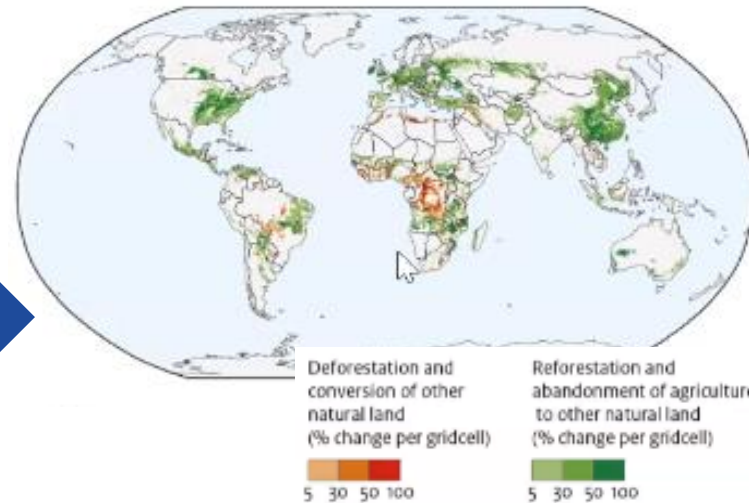 Deforestation and
conversion of other
natural land
(% change per gridcell)
5 30 50 100
Reforestation and
abandonment of agriculture
to other natural land
(% change per gridcell)
5 30 50 100